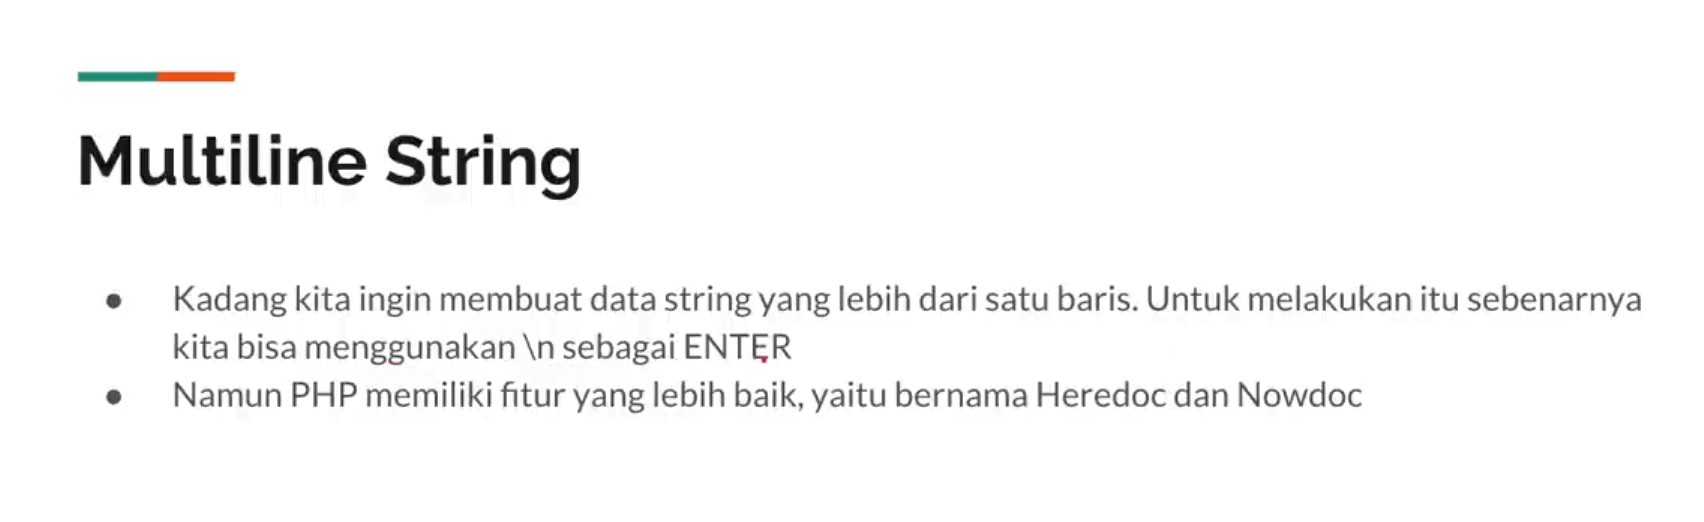 Multiline String
● Kadang kita ingin membuat data string yang lebih dari satu baris. Untuk melakukan itu sebenarnya
kita bisa menggunakan \n sebagai ENTER
● Namun PHP memiliki fitur yang lebih baik, yaitu bernama Heredoc dan Nowdoc